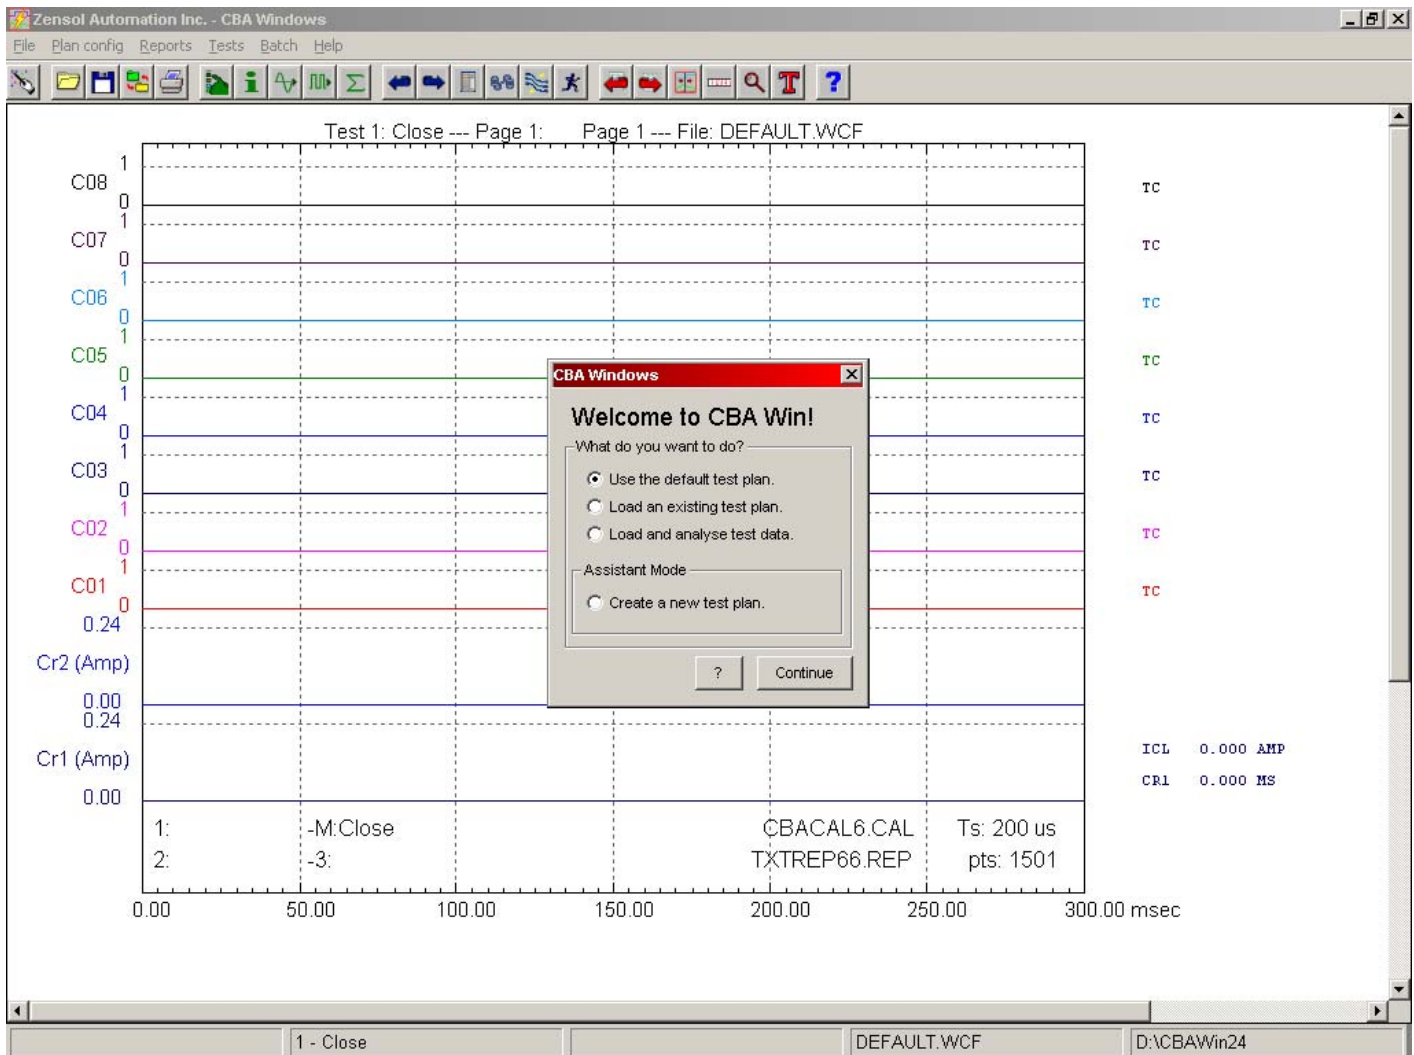 Zensol Automation Inc. - CBA Windows
File Plan config Reports Tests Batch Help
T ?
Test 1: Close --- Page 1: Page 1 --- File: DEFAULT.WCF
1
C08
0
TC
1
C07
0
TC
1
C06
0
TC
1
C05
0
TC
1
C04
0
TC
1
C03
0
TC
1
C02
0
TC
1
C01
0
TC
0.24
Cr2 (Amp)
0.00
0.24
Cr1 (Amp)
0.00
ICL 0.000 AMP
CR1 0.000 MS
CBA Windows
Welcome to CBA Win!
What do you want to do?
Use the default test plan.
Load an existing test plan.
Load and analyse test data.
Assistant Mode
Create a new test plan.
? Continue
1: -M:Close CBACAL6.CAL Ts: 200 us
2: -3: TXTREP66.REP pts: 1501
0.00 50.00 100.00 150.00 200.00 250.00 300.00 msec
1 - Close DEFAULT.WCF D:\CBAWin24